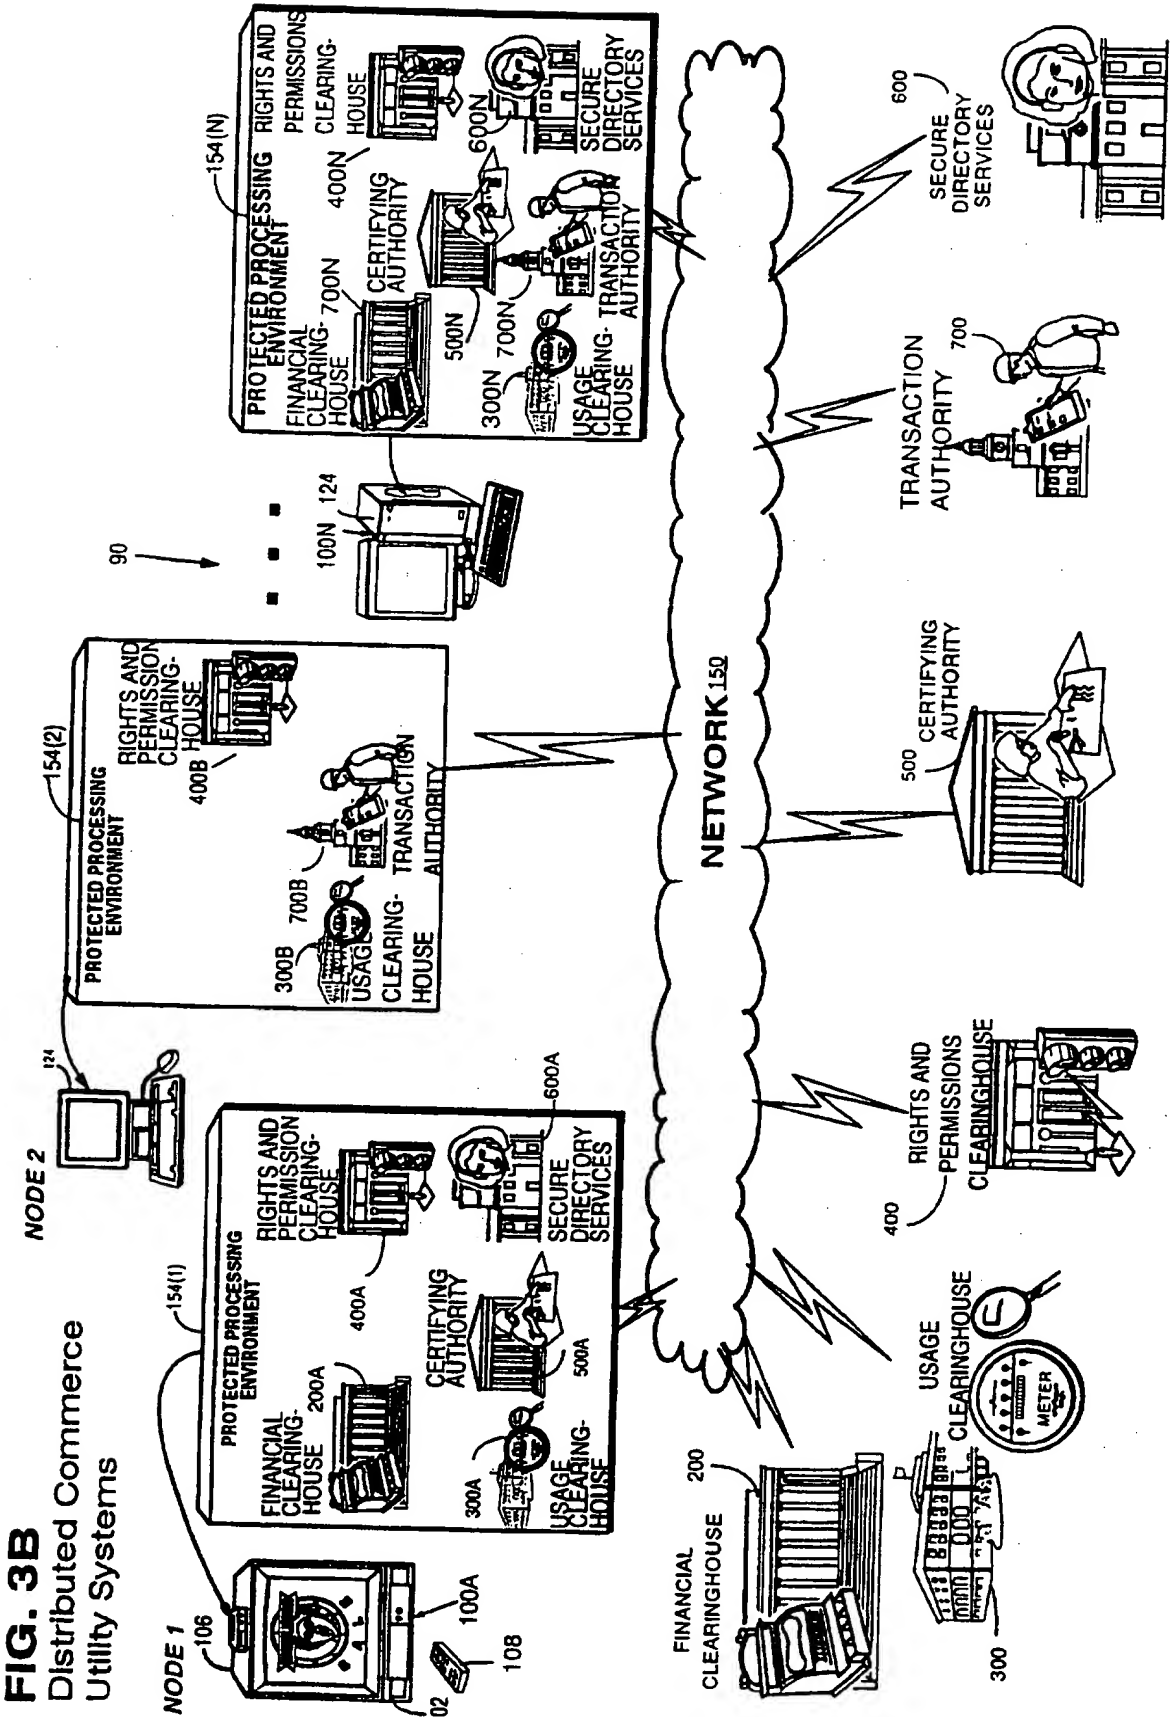 FIG. 3B
Distributed Commerce
Utility Systems
NODE 1
106
02
100A
108
154(1)
PROTECTED PROCESSING
ENVIRONMENT
FINANCIAL
CLEARING-
HOUSE
200A
RIGHTS AND
PERMISSION
CLEARING-
HOUSE
400A
CERTIFYING
AUTHORITY
500A
300A
USAGE
CLEARING-
HOUSE
SECURE
DIRECTORY
SERVICES
600A
NODE 2
124
154(2)
PROTECTED PROCESSING
ENVIRONMENT
RIGHTS AND
PERMISSION
CLEARING-
HOUSE
400B
300B
USAGE
CLEARING-
HOUSE
700B
TRANSACTION
AUTHORITY
90
100N
124
154(N)
PROTECTED PROCESSING
ENVIRONMENT
FINANCIAL
CLEARING-
HOUSE
700N
RIGHTS AND
PERMISSIONS
CLEARING-
HOUSE
400N
CERTIFYING
AUTHORITY
500N
300N
USAGE
CLEARING-
HOUSE
700N
TRANSACTION
AUTHORITY
600N
SECURE
DIRECTORY
SERVICES
NETWORK 150
FINANCIAL
CLEARINGHOUSE
200
USAGE
CLEARINGHOUSE
METER
300
RIGHTS AND
PERMISSIONS
CLEARINGHOUSE
400
500
CERTIFYING
AUTHORITY
TRANSACTION
AUTHORITY
700
SECURE
DIRECTORY
SERVICES
600